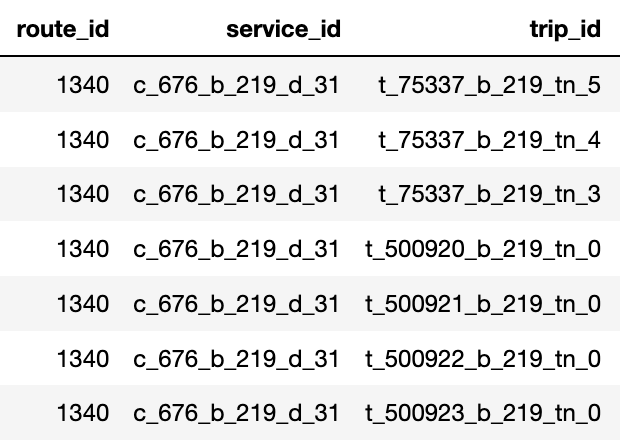 route_id service_id trip_id
1340 c_676_b_219_d_31 t_75337_b_219_tn_5
1340 c_676_b_219_d_31 t_75337_b_219_tn_4
1340 c_676_b_219_d_31 t_75337_b_219_tn_3
1340 c_676_b_219_d_31 t_500920_b_219_tn_0
1340 c_676_b_219_d_31 t_500921_b_219_tn_0
1340 c_676_b_219_d_31 t_500922_b_219_tn_0
1340 c_676_b_219_d_31 t_500923_b_219_tn_0